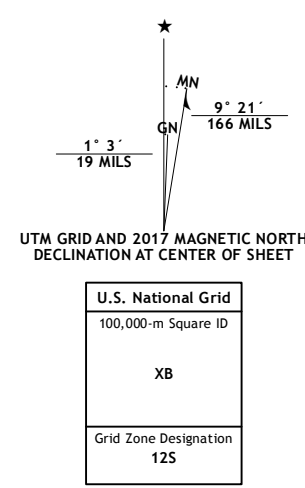 ★
MN
GN
9° 21´
166 MILS
1° 3´
19 MILS
UTM GRID AND 2017 MAGNETIC NORTH
DECLINATION AT CENTER OF SHEET
U.S. National Grid
100,000-m Square ID
XB
Grid Zone Designation
12S